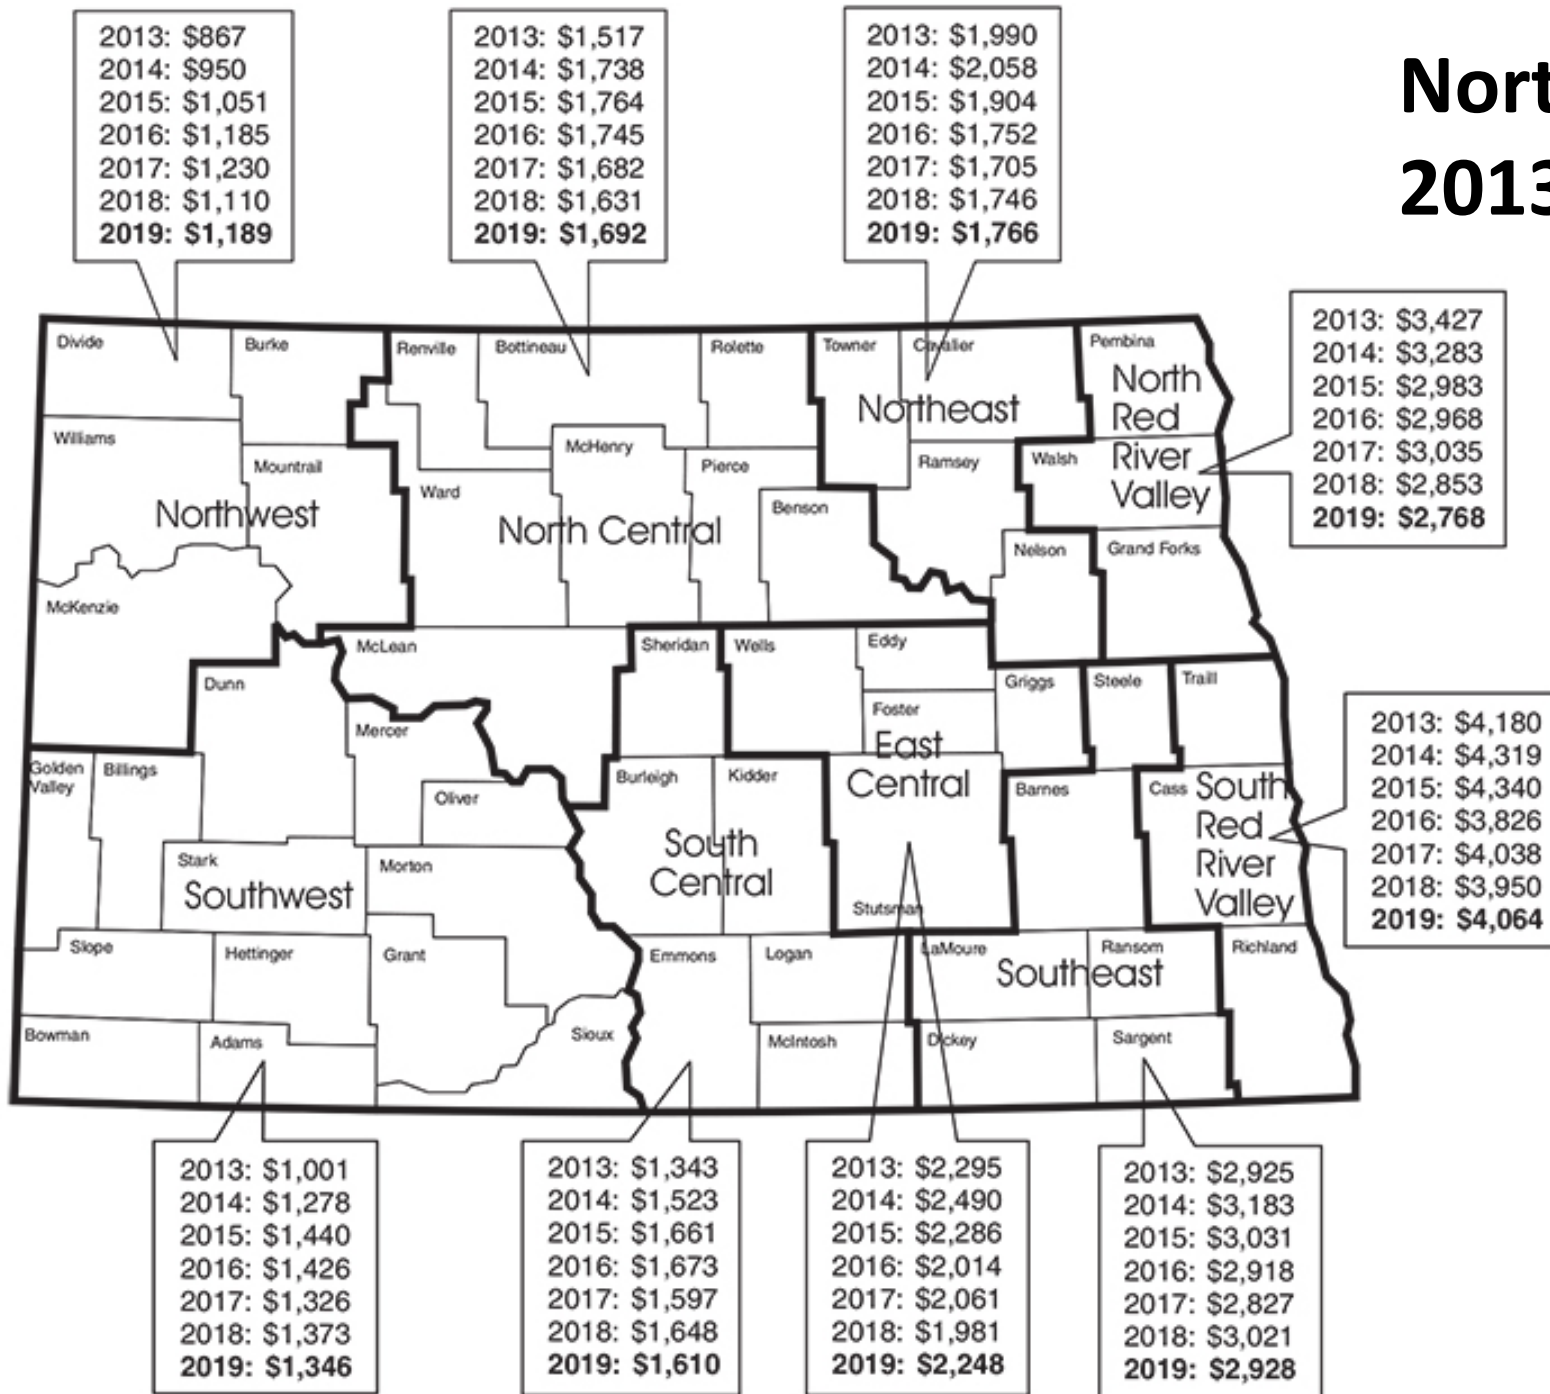 2013: $867
2014: $950
2015: $1,051
2016: $1,185
2017: $1,230
2018: $1,110
2019: $1,189
2013: $1,517
2014: $1,738
2015: $1,764
2016: $1,745
2017: $1,682
2018: $1,631
2019: $1,692
2013: $1,990
2014: $2,058
2015: $1,904
2016: $1,752
2017: $1,705
2018: $1,746
2019: $1,766
Nort
2013
2013: $3,427
2014: $3,283
2015: $2,983
2016: $2,968
2017: $3,035
2018: $2,853
2019: $2,768
Divide
Burke
Renville
Bottineau
Rolette
Towner
Cavalier
Pembina
North
Red
River
Valley
Northeast
Williams
Mountrail
Northwest
McHenry
Pierce
Ward
North Central
Benson
Ramsey
Walsh
Nelson
Grand Forks
McKenzie
McLean
Sheridan
Wells
Eddy
Dunn
Griggs
Steele
Traill
Foster
East
Central
Mercer
Golden
Valley
Billings
Oliver
Burleigh
Kidder
Barnes
Cass
South
Red
River
Valley
2013: $4,180
2014: $4,319
2015: $4,340
2016: $3,826
2017: $4,038
2018: $3,950
2019: $4,064
South
Central
Stark
Morton
Southwest
Stutsman
Slope
Hettinger
Grant
Emmons
Logan
LaMoure
Ransom
Richland
Southeast
Bowman
Adams
Sioux
McIntosh
Dickey
Sargent
2013: $1,001
2014: $1,278
2015: $1,440
2016: $1,426
2017: $1,326
2018: $1,373
2019: $1,346
2013: $1,343
2014: $1,523
2015: $1,661
2016: $1,673
2017: $1,597
2018: $1,648
2019: $1,610
2013: $2,295
2014: $2,490
2015: $2,286
2016: $2,014
2017: $2,061
2018: $1,981
2019: $2,248
2013: $2,925
2014: $3,183
2015: $3,031
2016: $2,918
2017: $2,827
2018: $3,021
2019: $2,928